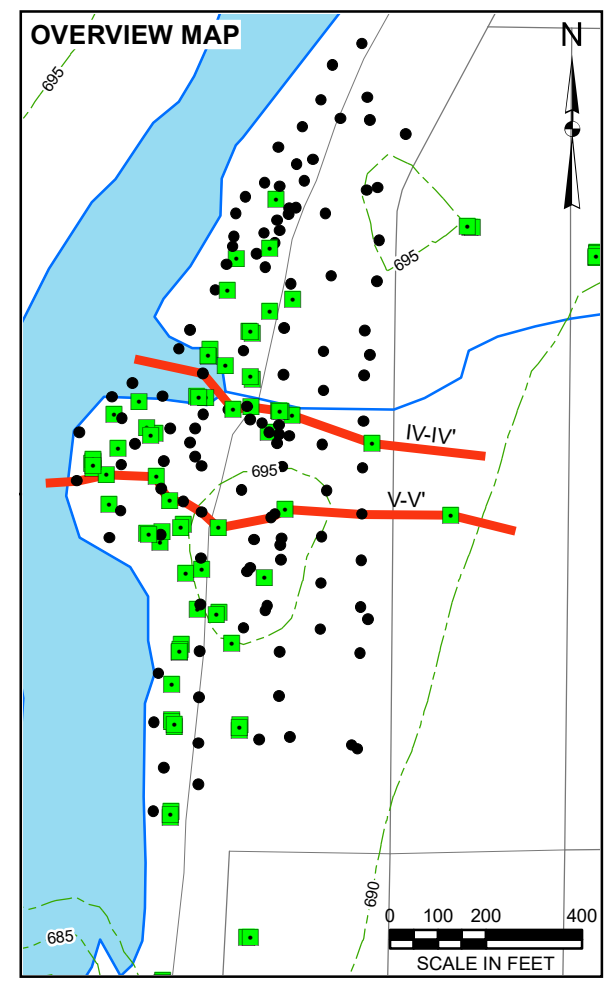 OVERVIEW MAP
N
695
695
IV-IV'
695
V-V'
690
0 100 200 400
SCALE IN FEET
685